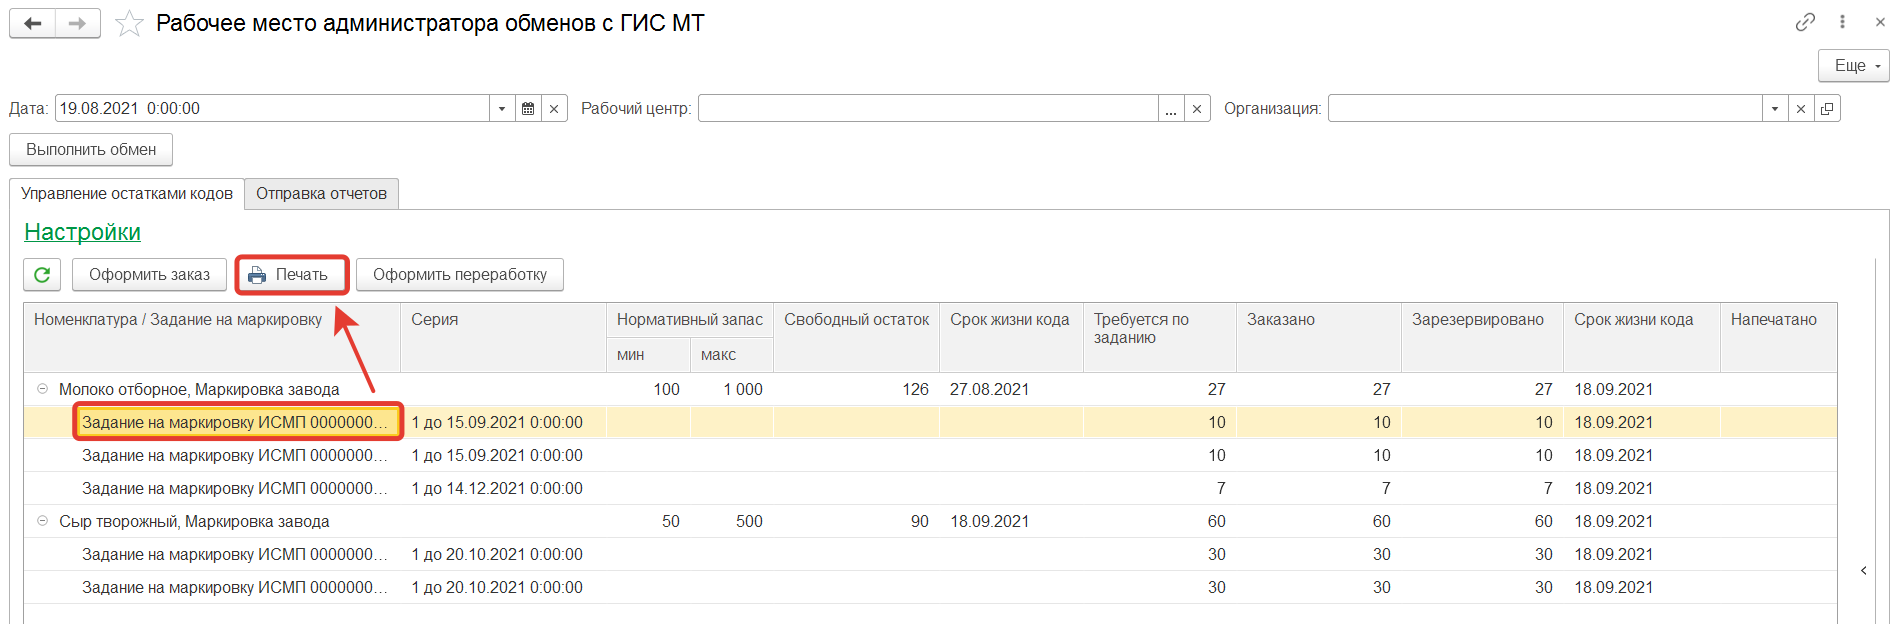 Рабочее место администратора обменов с ГИС МТ
Еще
Дата: 19.08.2021 0:00:00 Рабочий центр: ... Организация:
Выполнить обмен
Управление остатками кодов Отправка отчетов
Настройки
Оформить заказ Печать Оформить переработку
Номенклатура / Задание на маркировку Серия Нормативный запас Свободный остаток Срок жизни кода Требуется по Заказано Зарезервировано Срок жизни кода Напечатано
заданию
мин макс
Молоко отборное, Маркировка завода 100 1 000 126 27.08.2021 27 27 27 18.09.2021
Задание на маркировку ИСМП 0000000... 1 до 15.09.2021 0:00:00 10 10 10 18.09.2021
Задание на маркировку ИСМП 0000000... 1 до 15.09.2021 0:00:00 10 10 10 18.09.2021
Задание на маркировку ИСМП 0000000... 1 до 14.12.2021 0:00:00 7 7 7 18.09.2021
Сыр творожный, Маркировка завода 50 500 90 18.09.2021 60 60 60 18.09.2021
Задание на маркировку ИСМП 0000000... 1 до 20.10.2021 0:00:00 30 30 30 18.09.2021
Задание на маркировку ИСМП 0000000... 1 до 20.10.2021 0:00:00 30 30 30 18.09.2021